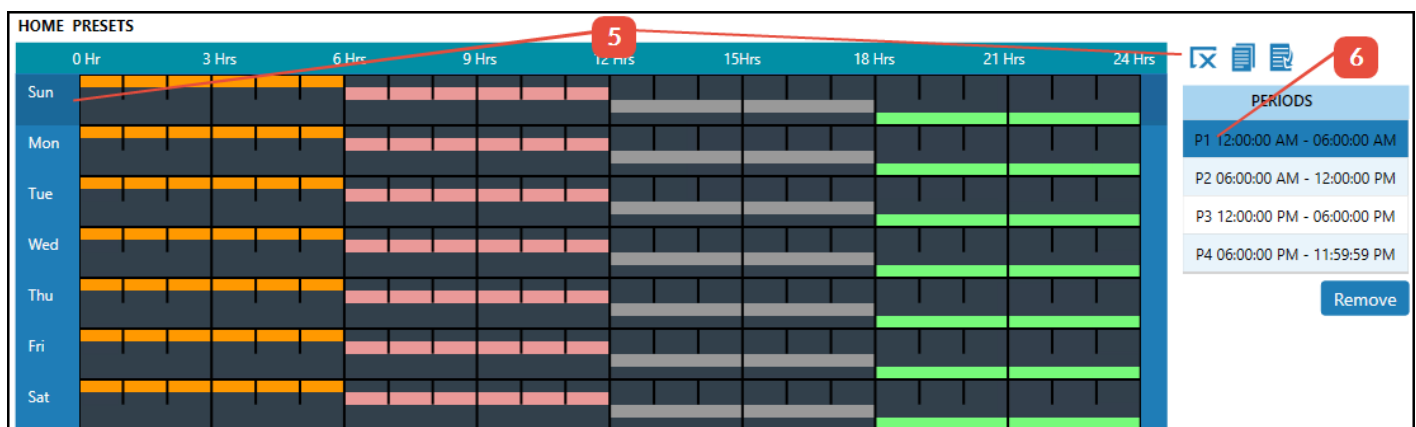 HOME PRESETS
5
0 Hr 3 Hrs 6 Hrs 9 Hrs 12 Hrs 15Hrs 18 Hrs 21 Hrs 24 Hrs
6
Sun
Mon
Tue
Wed
Thu
Fri
Sat
PERIODS
P1 12:00:00 AM - 06:00:00 AM
P2 06:00:00 AM - 12:00:00 PM
P3 12:00:00 PM - 06:00:00 PM
P4 06:00:00 PM - 11:59:59 PM
Remove